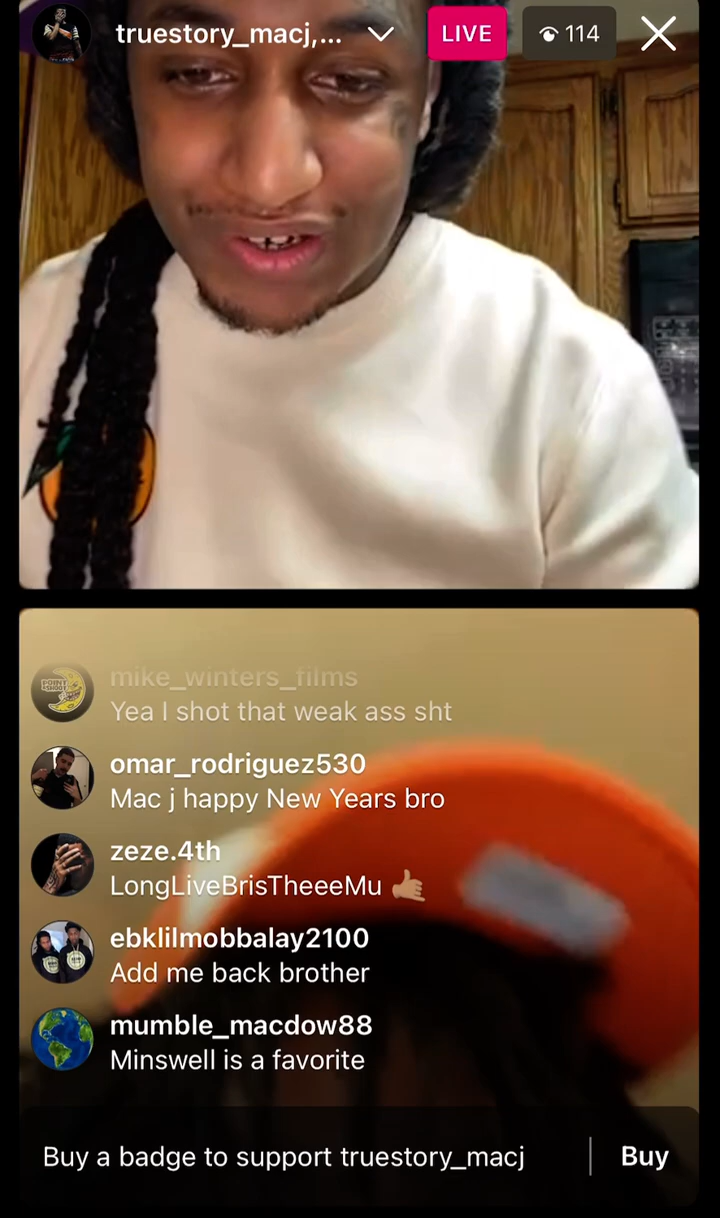 truestory_macj,...
LIVE
114
mike_winters_films
Yea I shot that weak ass sht
omar_rodriguez530
Mac j happy New Years bro
zeze.4th
LongLiveBrisTheeeMu 🤙🏼
ebklilmobbalay2100
Add me back brother
mumble_macdow88
Minswell is a favorite
Buy a badge to support truestory_macj
Buy